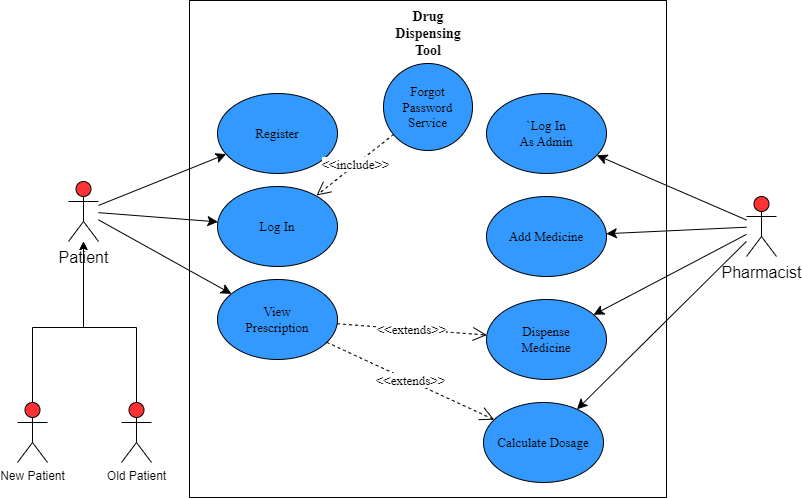 Drug
Dispensing
Tool
Forgot
Password
Service
Register
`Log In
As Admin
<<include>>
Log In
Add Medicine
Patient
Pharmacist
View
Prescription
<<extends>>
Dispense
Medicine
<<extends>>
Calculate Dosage
New Patient
Old Patient